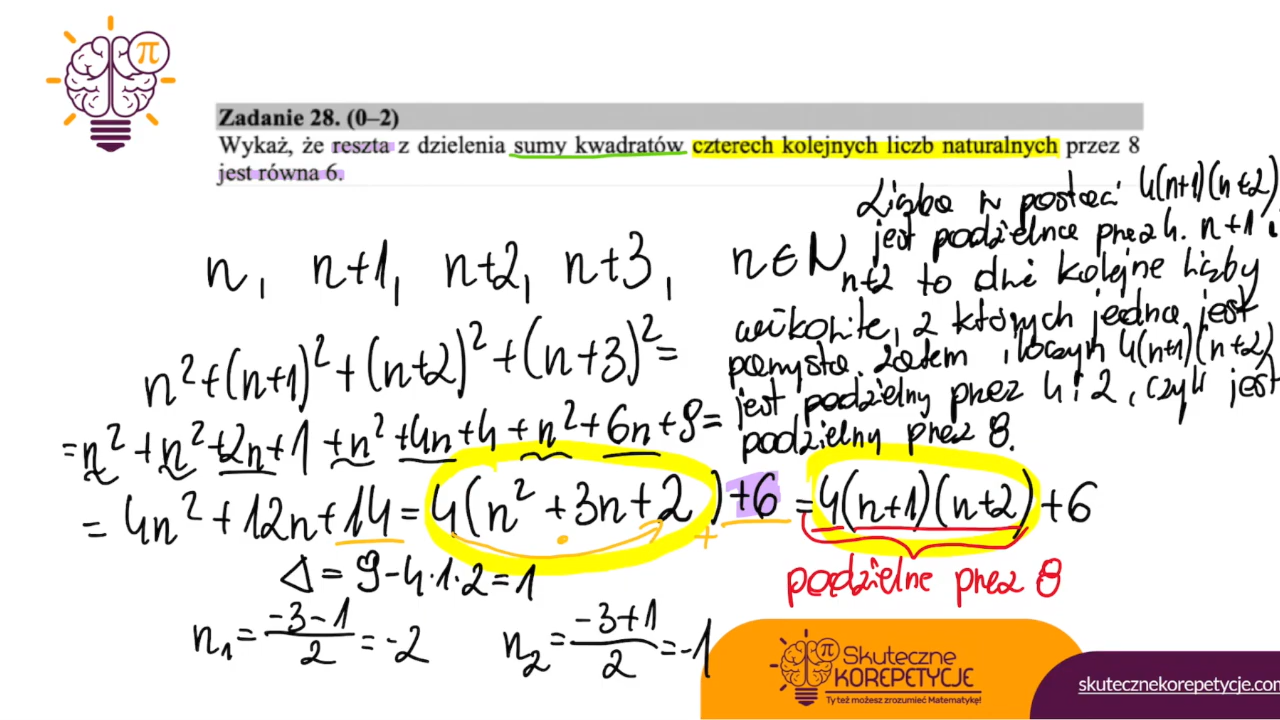 π
Zadanie 28. (0–2)
Wykaż, że reszta z dzielenia sumy kwadratów czterech kolejnych liczb naturalnych przez 8
jest równa 6.
Liczba w postaci 4(n+1)(n+2)
jest podzielna przez 4. n+1 i
n+2 to dwie kolejne liczby
całkowite, z których jedna jest
parzysta. Zatem iloczyn 4(n+1)(n+2)
jest podzielny przez 4 i 2, czyli jest
podzielny przez 8.
n, n+1, n+2, n+3, n∈N
n²+(n+1)²+(n+2)²+(n+3)²=
=n²+n²+2n+1+n²+4n+4+n²+6n+9=
=4n²+12n+14=4(n²+3n+2)+6=4(n+1)(n+2)+6
+
podzielne przez 8
Δ=9-4·1·2=1
n₁=\frac{-3-1}{2}=-2 n₂=\frac{-3+1}{2}=-1
π
Skuteczne
KOREPETYCJE
Ty też możesz zrozumieć Matematykę!
skutecznekorepetycje.com